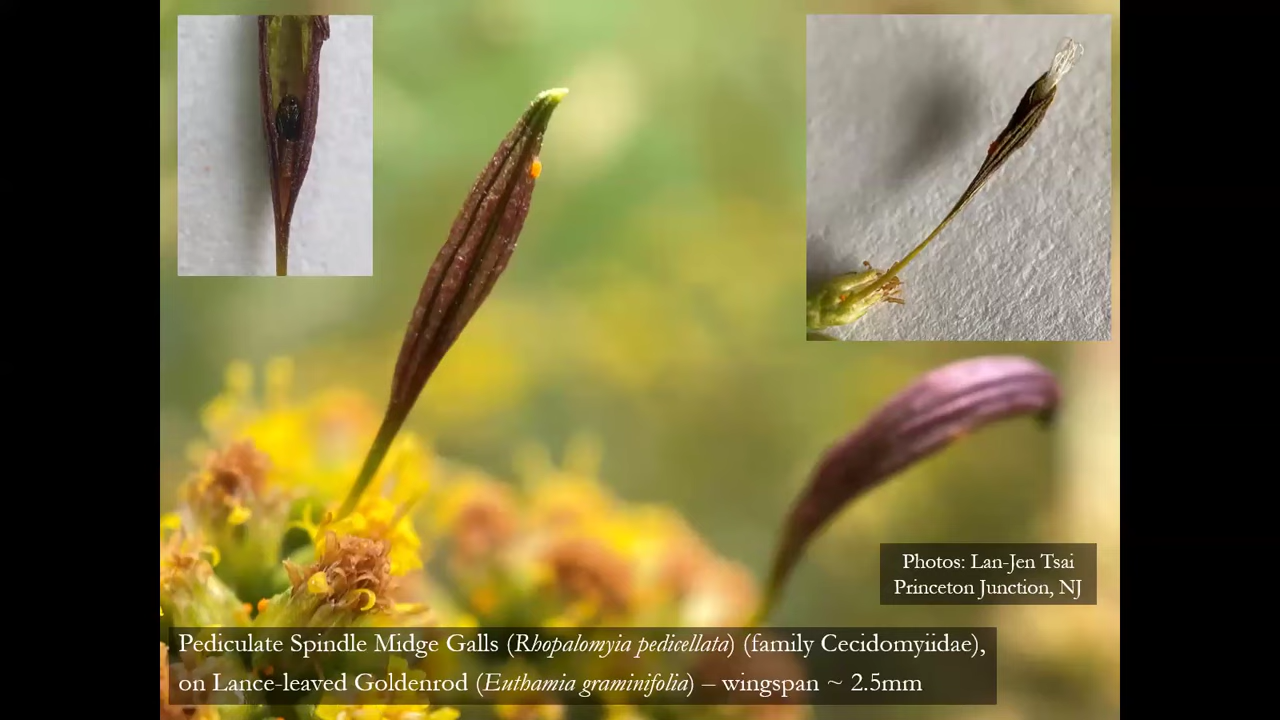 Photos: Lan-Jen Tsai
Princeton Junction, NJ
Pediculate Spindle Midge Galls (Rhopalomyia pedicellata) (family Cecidomyiidae),
on Lance-leaved Goldenrod (Euthamia graminifolia) – wingspan ~ 2.5mm